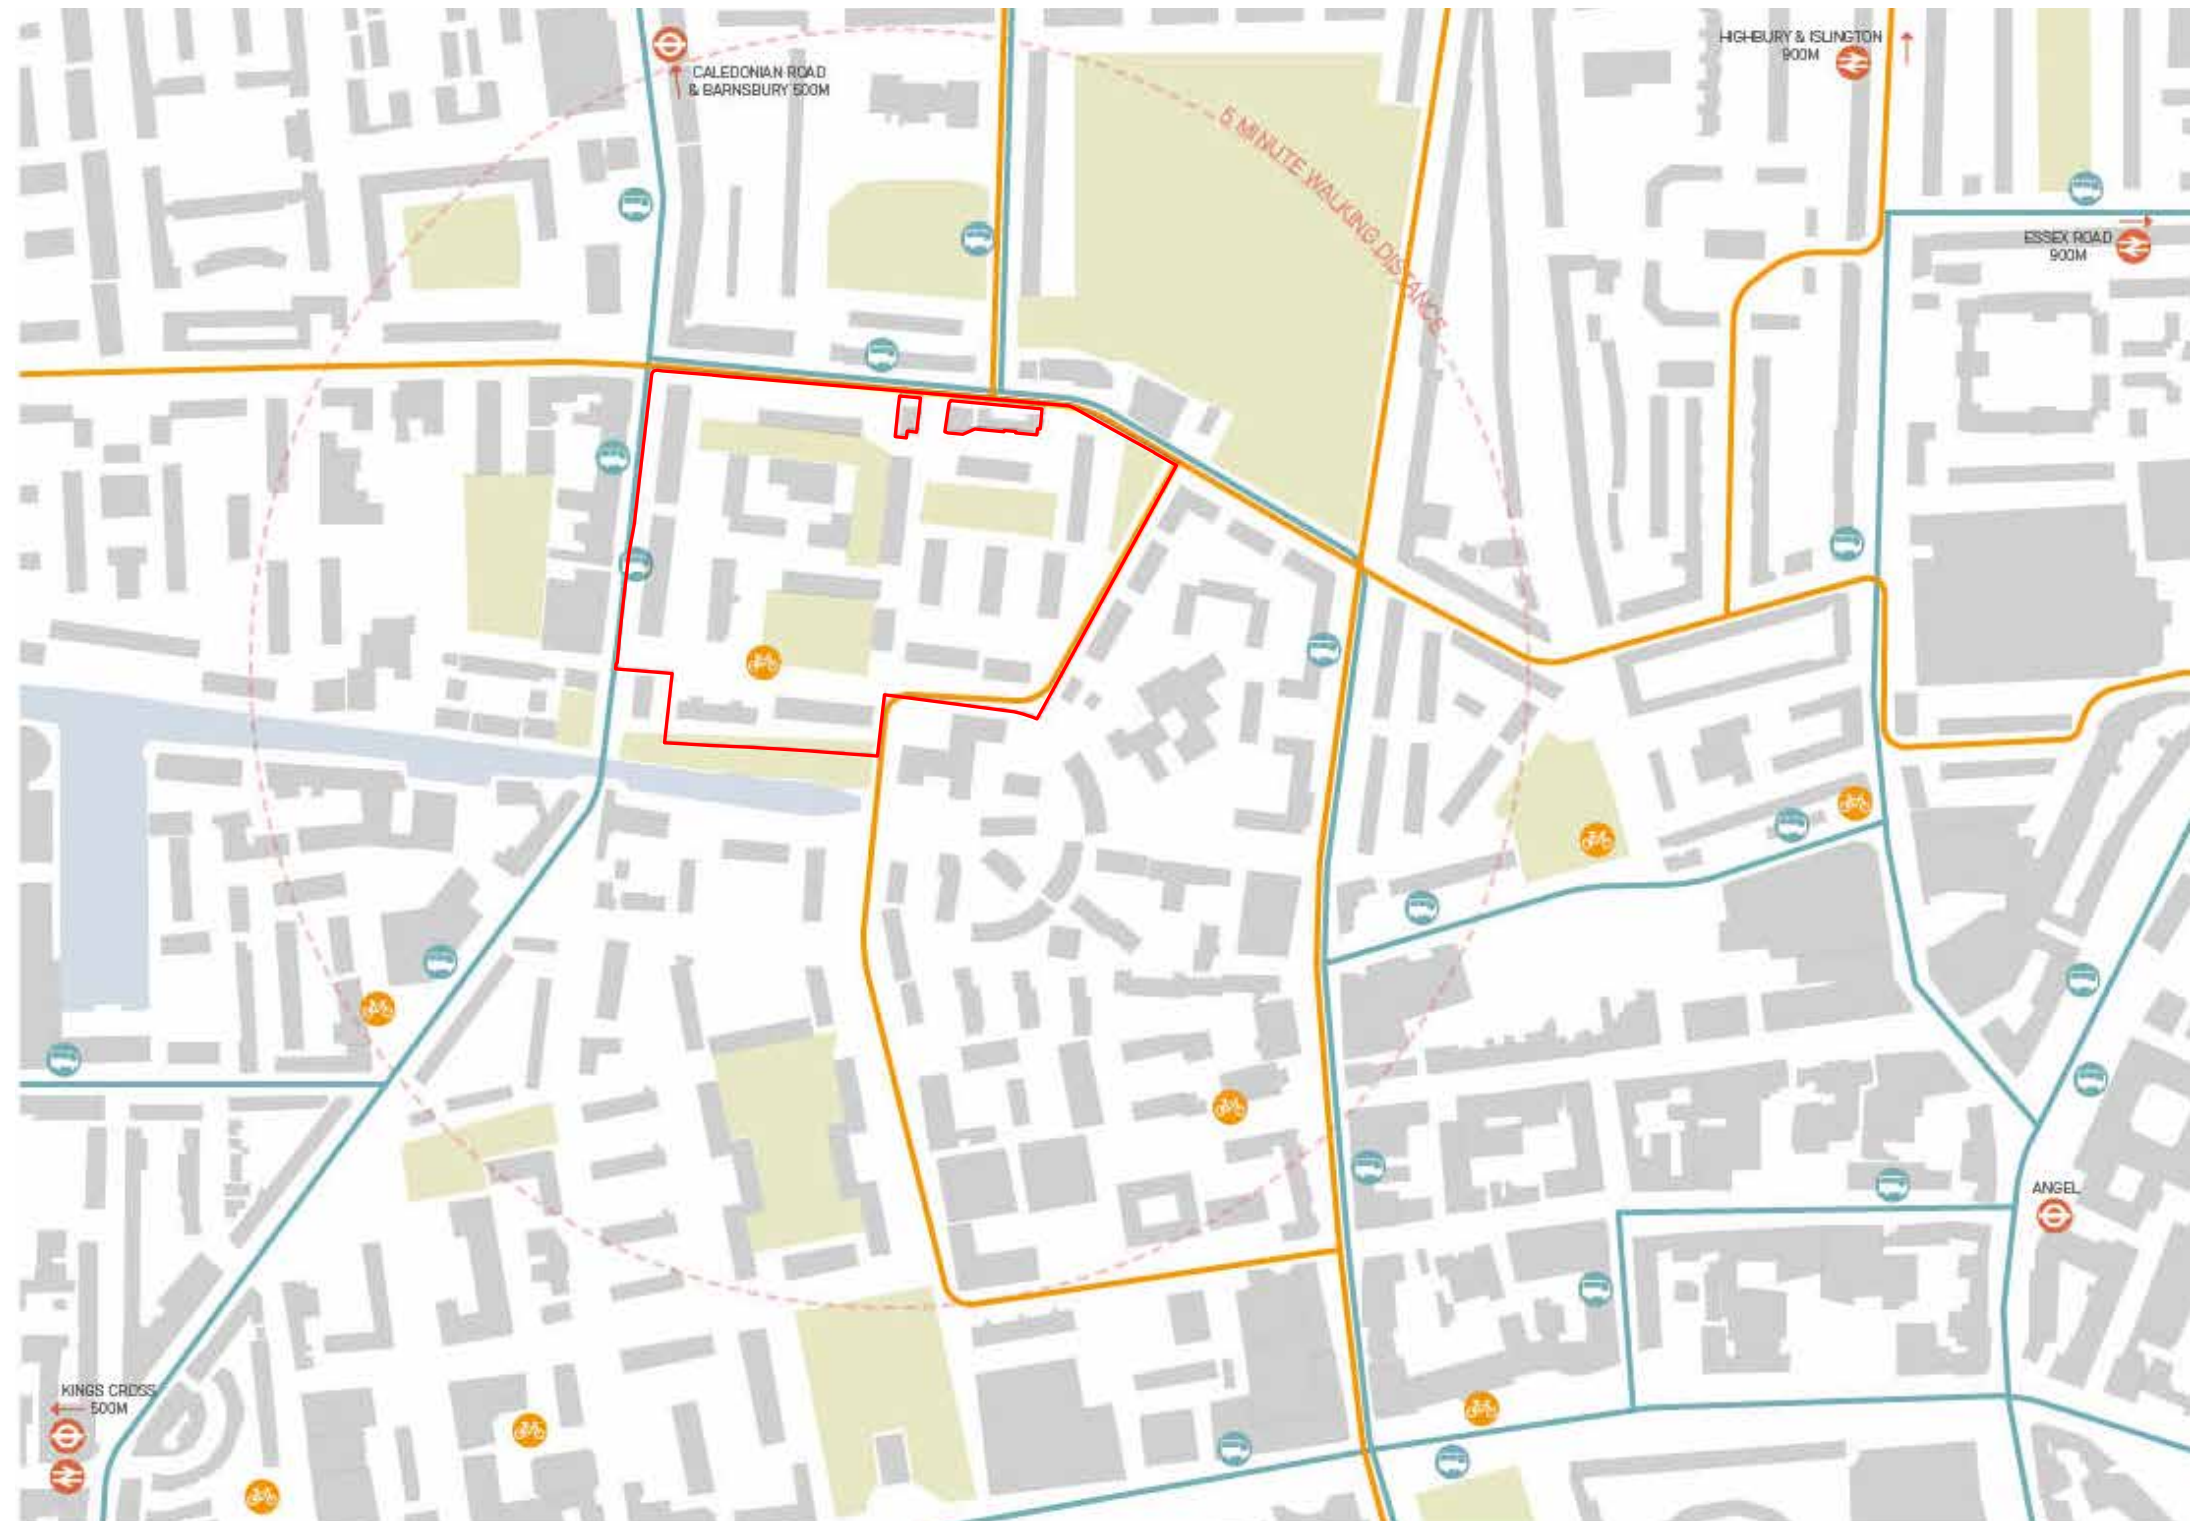 HIGHBURY & ISLINGTON
900M
CALEDONIAN ROAD
& BARNSBURY 500M
5 MINUTE WALKING DISTANCE
ESSEX ROAD
900M
ANGEL
KINGS CROSS
500M